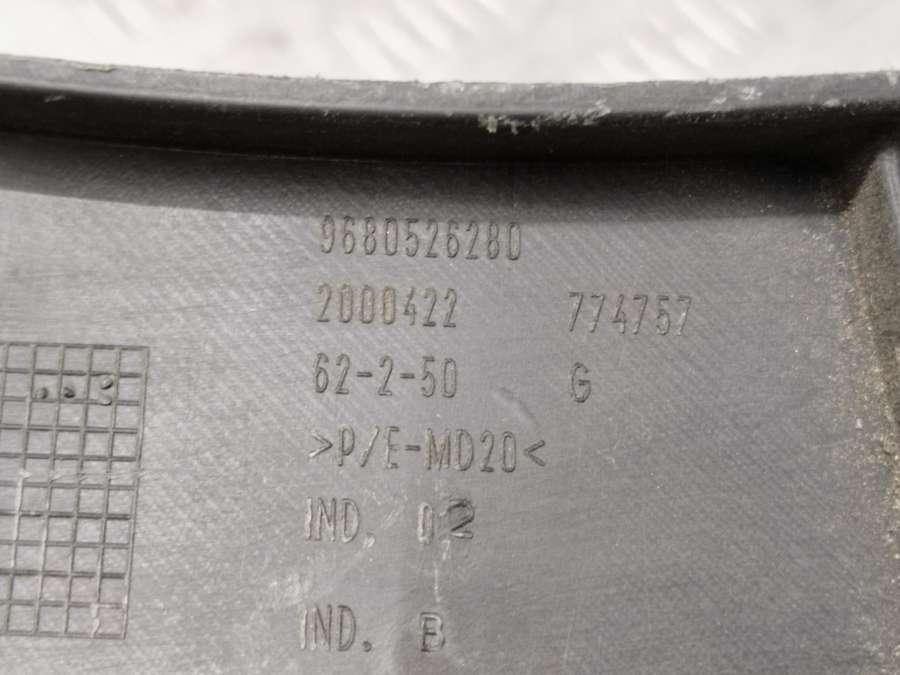 9680526280
2000422 774757
62-2-50 G
>P/E-MD20<
IND. 02
IND. B